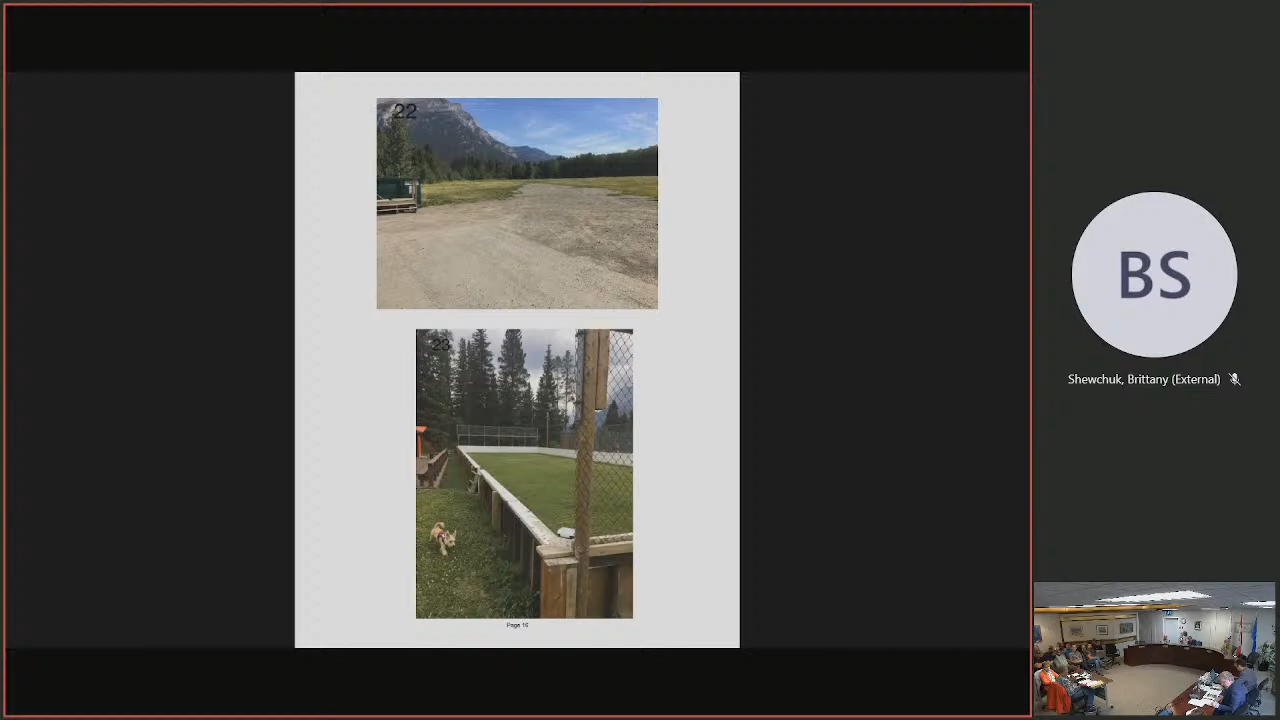 22
23
Page 16
BS
Shewchuk, Brittany (External)